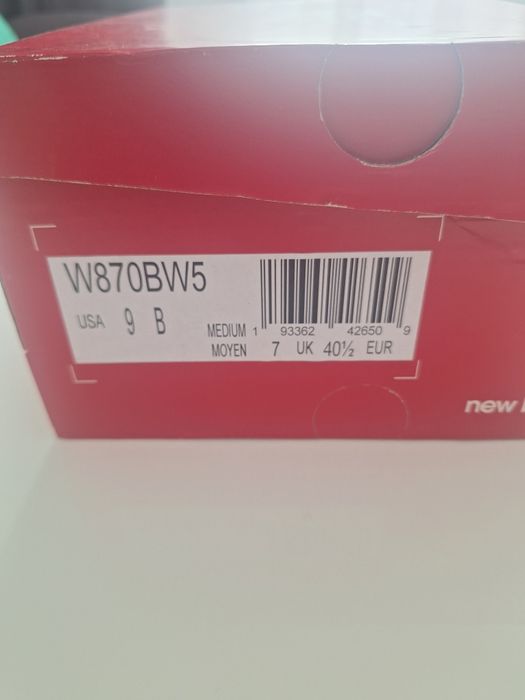 W870BW5
USA 9 B
MEDIUM 1 93362 42650 9
MOYEN 7 UK 40½ EUR
new